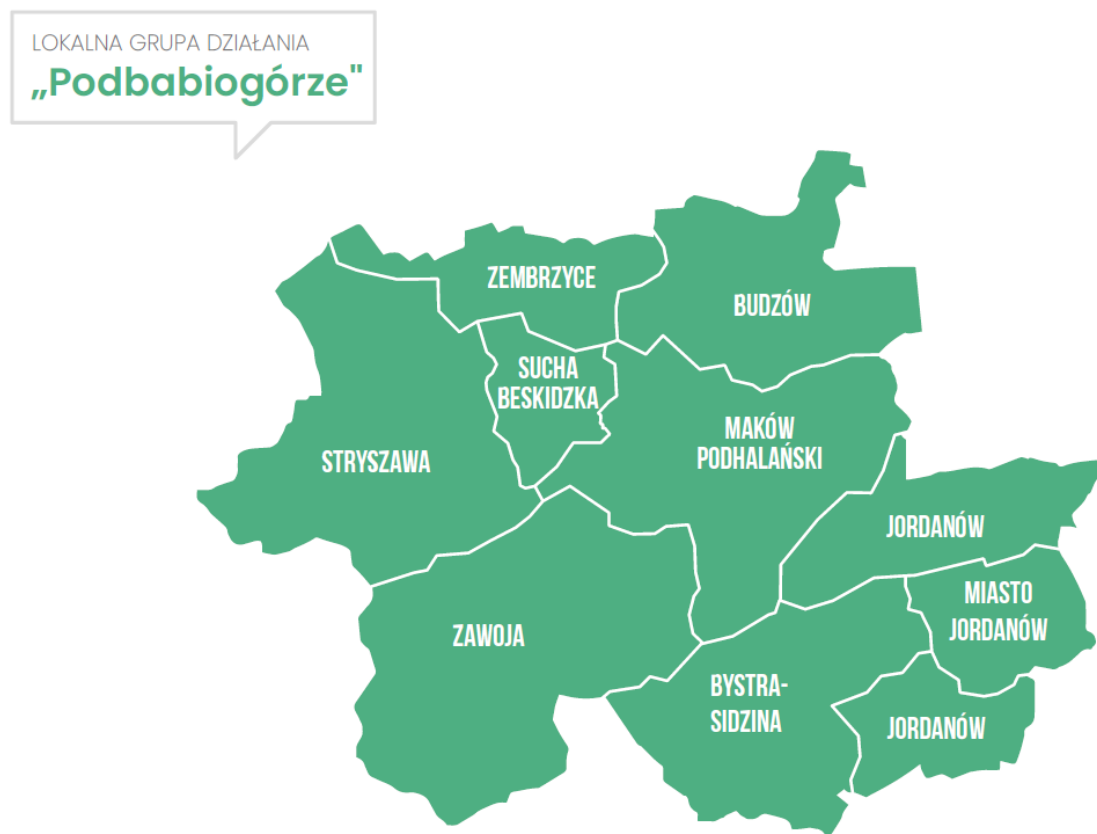 LOKALNA GRUPA DZIAŁANIA
„Podbabiogórze"
ZEMBRZYCE
BUDZÓW
SUCHA
BESKIDZKA
MAKÓW
PODHALAŃSKI
STRYSZAWA
JORDANÓW
MIASTO
JORDANÓW
ZAWOJA
BYSTRA-
SIDZINA
JORDANÓW